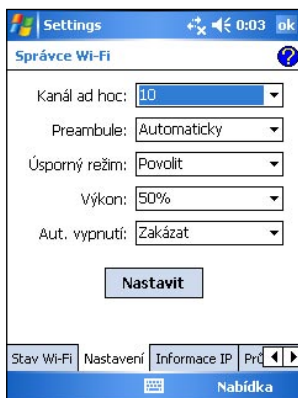 Settings 0:03 ok
Správce Wi-Fi ?
Kanál ad hoc: 10
Preambule: Automaticky
Úsporný režim: Povolit
Výkon: 50%
Aut. vypnutí: Zakázat
Nastavit
Stav Wi-Fi Nastavení Informace IP
Nabídka